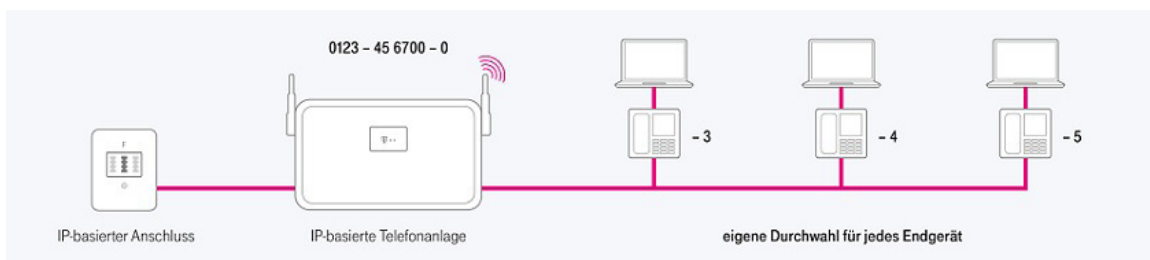 0123 – 45 6700 – 0
– 3
– 4
– 5
F
T
IP-basierter Anschluss
IP-basierte Telefonanlage
eigene Durchwahl für jedes Endgerät